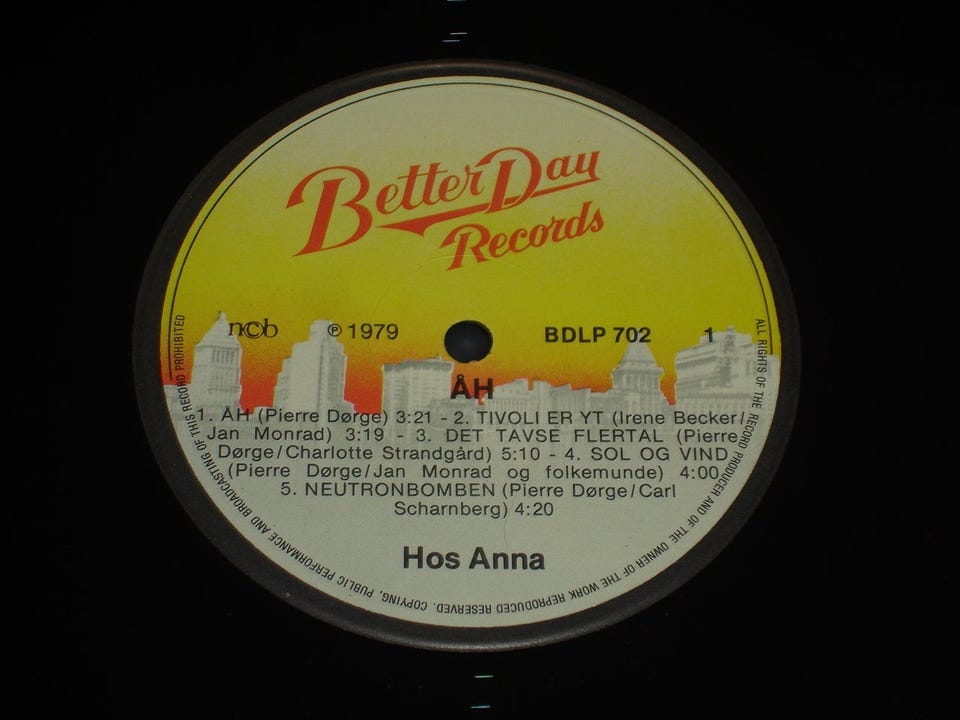 Better Day
Records
ncb
℗ 1979
BDLP 702
1
ÅH
1. ÅH (Pierre Dørge) 3:21 - 2. TIVOLI ER YT (Irene Becker/
Jan Monrad) 3:19 - 3. DET TAVSE FLERTAL (Pierre
Dørge/Charlotte Strandgård) 5:10 - 4. SOL OG VIND
(Pierre Dørge/Jan Monrad og folkemunde) 4:00
5. NEUTRONBOMBEN (Pierre Dørge/Carl
Scharnberg) 4:20
Hos Anna
ALL RIGHTS OF THE RECORD PRODUCER AND OF THE OWNER OF THE WORK REPRODUCED RESERVED. COPYING, PUBLIC PERFORMANCE AND BROADCASTING OF THIS RECORD PROHIBITED